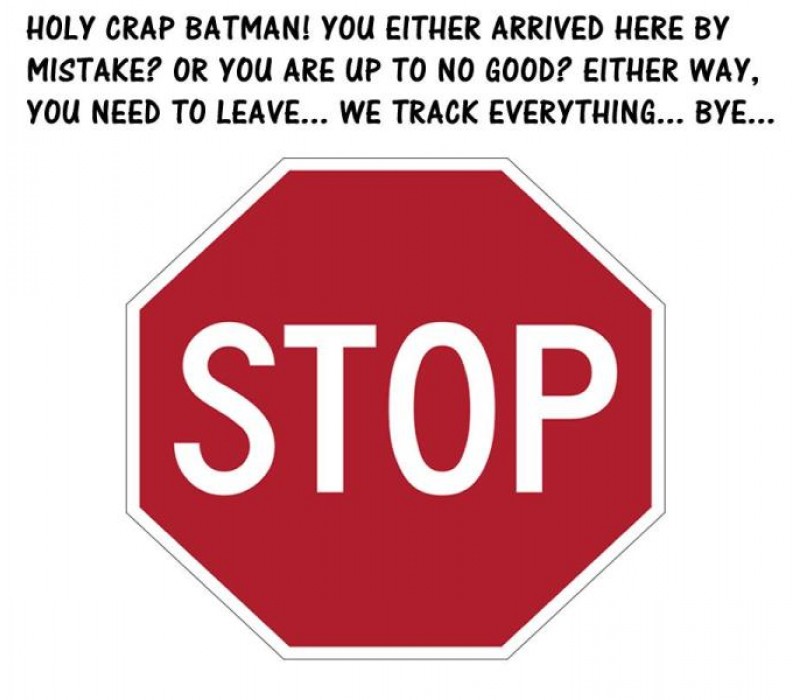 HOLY CRAP BATMAN! YOU EITHER ARRIVED HERE BY
MISTAKE? OR YOU ARE UP TO NO GOOD? EITHER WAY,
YOU NEED TO LEAVE... WE TRACK EVERYTHING... BYE...
STOP